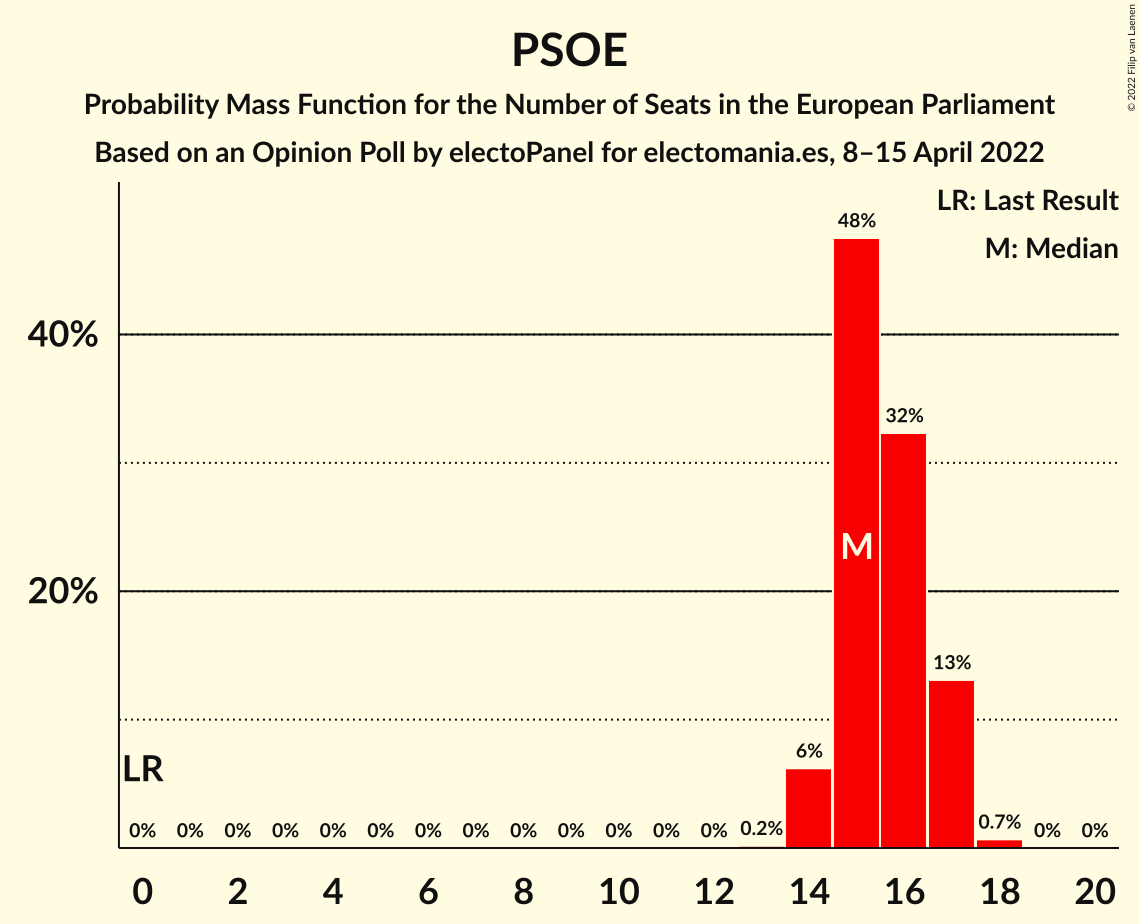 PSOE
Probability Mass Function for the Number of Seats in the European Parliament
Based on an Opinion Poll by electoPanel for electomania.es, 8–15 April 2022
© 2022 Filip van Laenen
LR: Last Result
M: Median
48%
40%
32%
M
20%
13%
6%
LR
0% 0% 0% 0% 0% 0% 0% 0% 0% 0% 0% 0% 0% 0.2% 0.7% 0% 0%
0 2 4 6 8 10 12 14 16 18 20